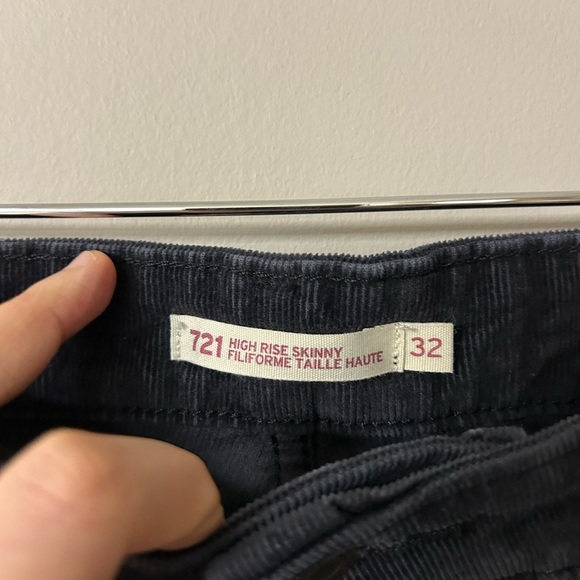 721 HIGH RISE SKINNY
FILIFORME TAILLE HAUTE
32